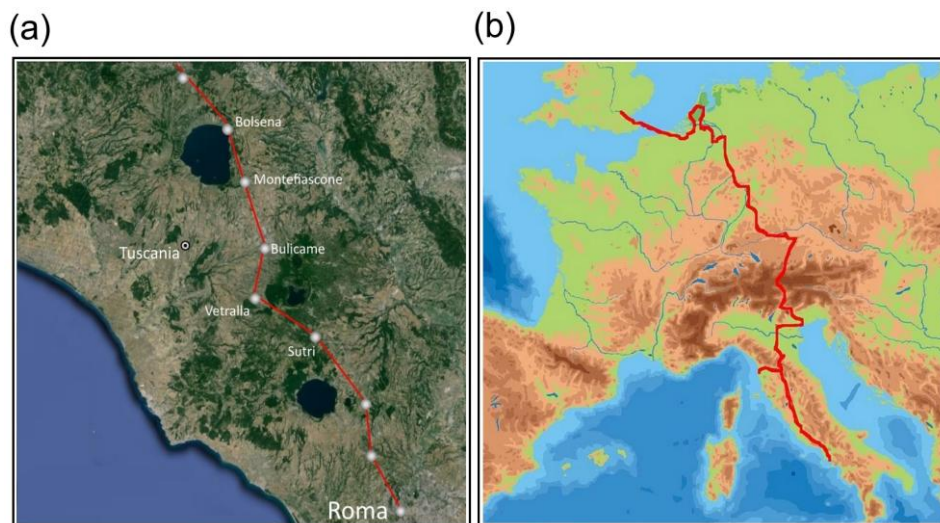 (a)
(b)
Bolsena
Montefiascone
Tuscania
Bulicame
Vetralla
Sutri
Roma